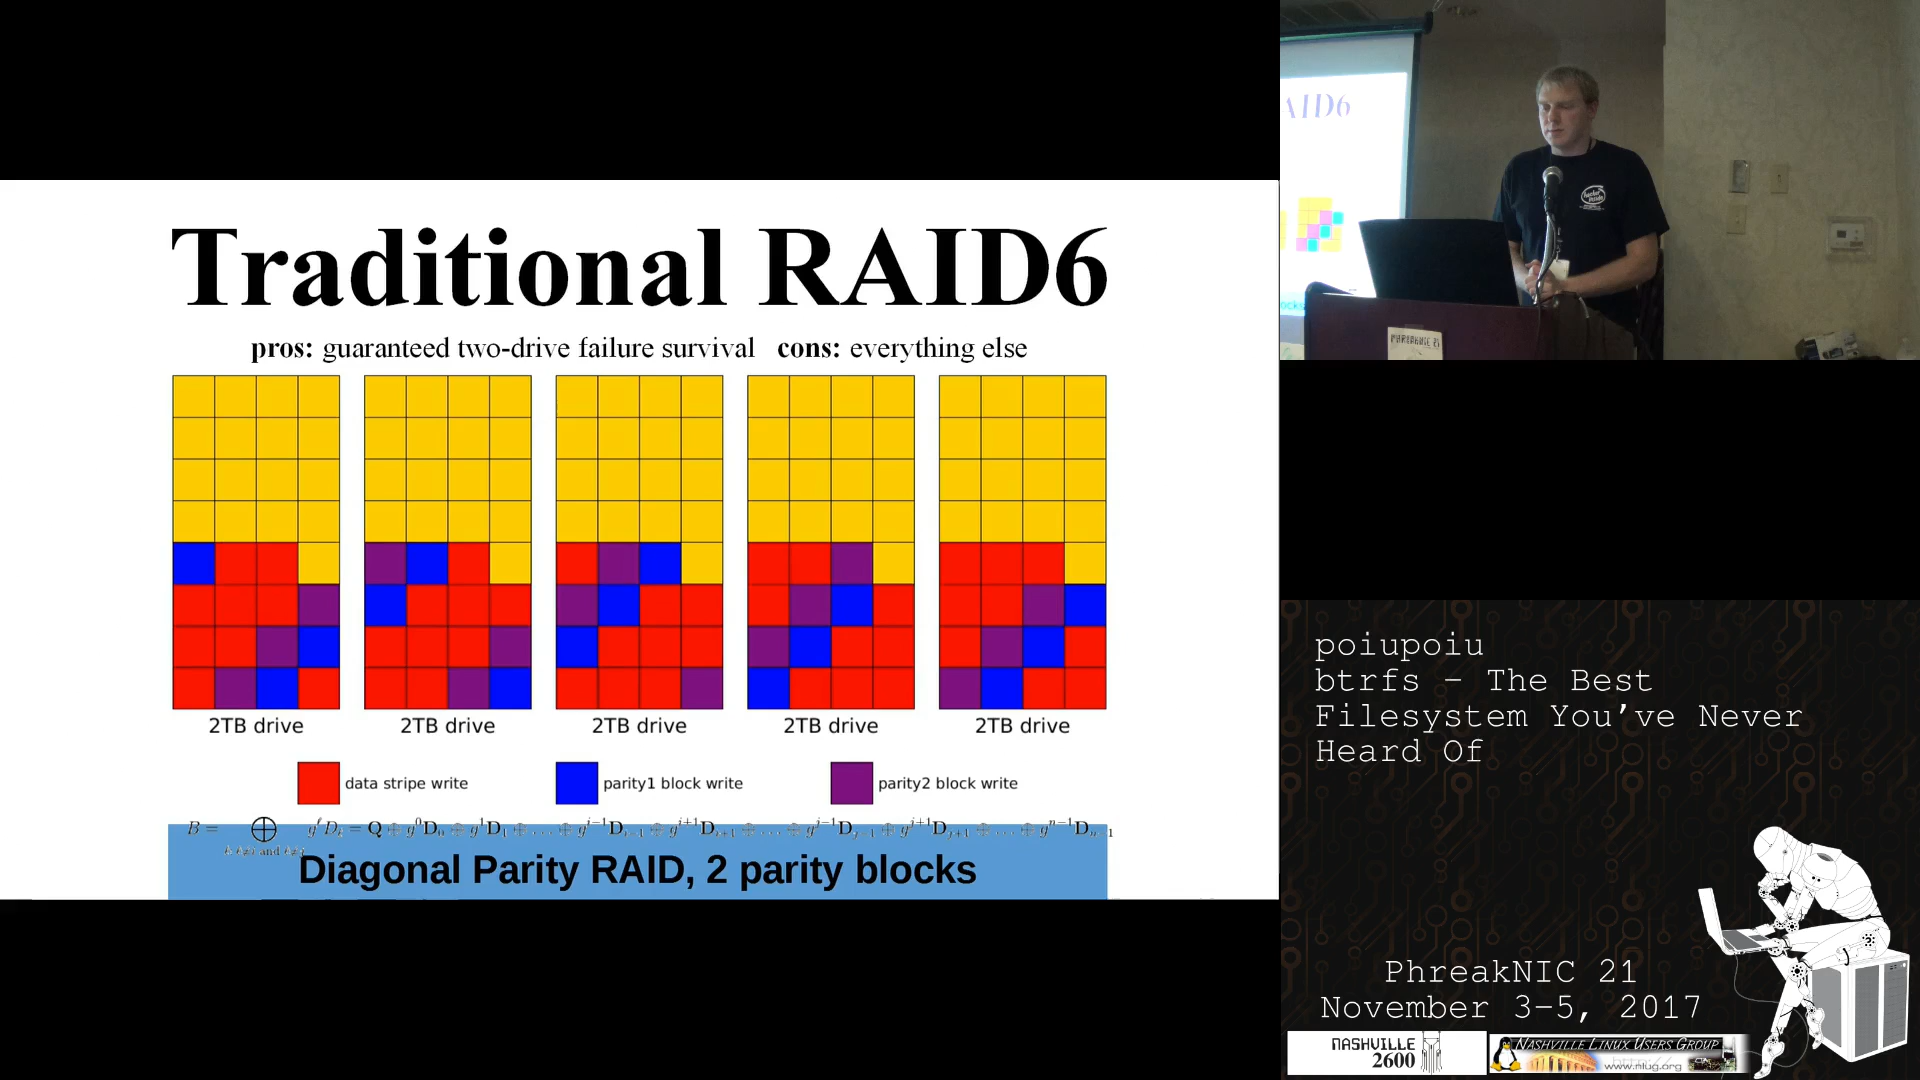 Traditional RAID6
pros: guaranteed two-drive failure survival cons: everything else
2TB drive 2TB drive 2TB drive 2TB drive 2TB drive
data stripe write parity1 block write parity2 block write
Diagonal Parity RAID, 2 parity blocks
AID6
poiupoiu
btrfs – The Best
Filesystem You've Never
Heard Of
PhreakNIC 21
November 3-5, 2017
NASHVILLE
2600
NASHVILLE LINUX USERS GROUP
www.nlug.org